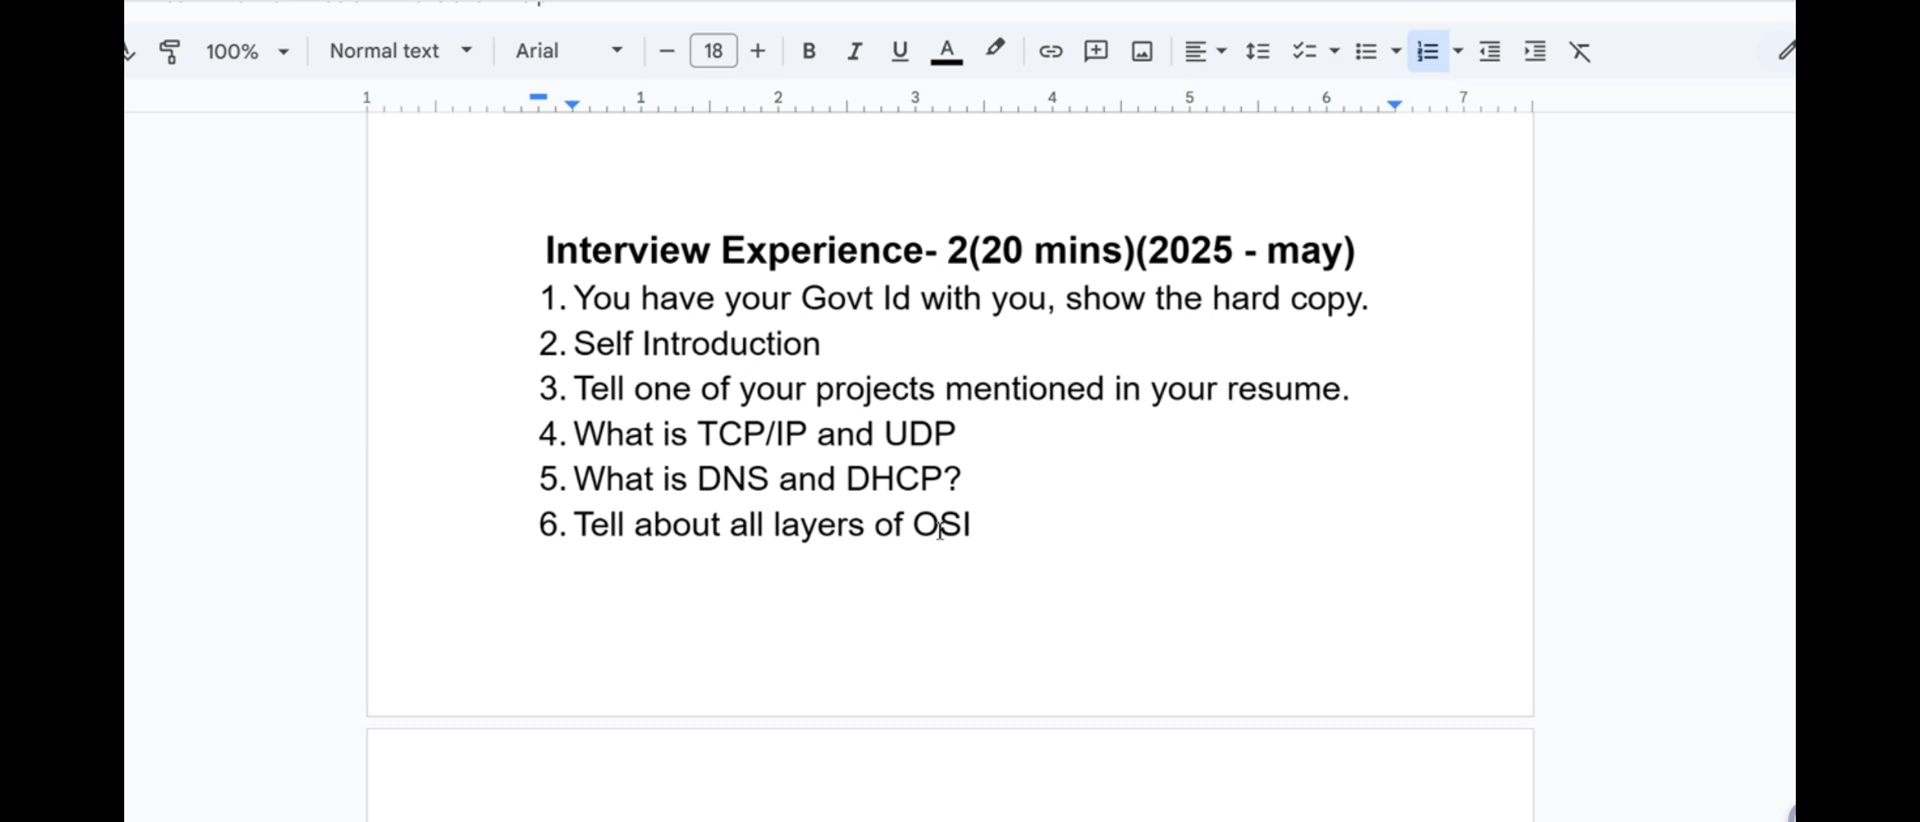 100% Normal text Arial 18 B I U A
1 1 2 3 4 5 6 7
Interview Experience- 2(20 mins)(2025 - may)
1. You have your Govt Id with you, show the hard copy.
2. Self Introduction
3. Tell one of your projects mentioned in your resume.
4. What is TCP/IP and UDP
5. What is DNS and DHCP?
6. Tell about all layers of OSI